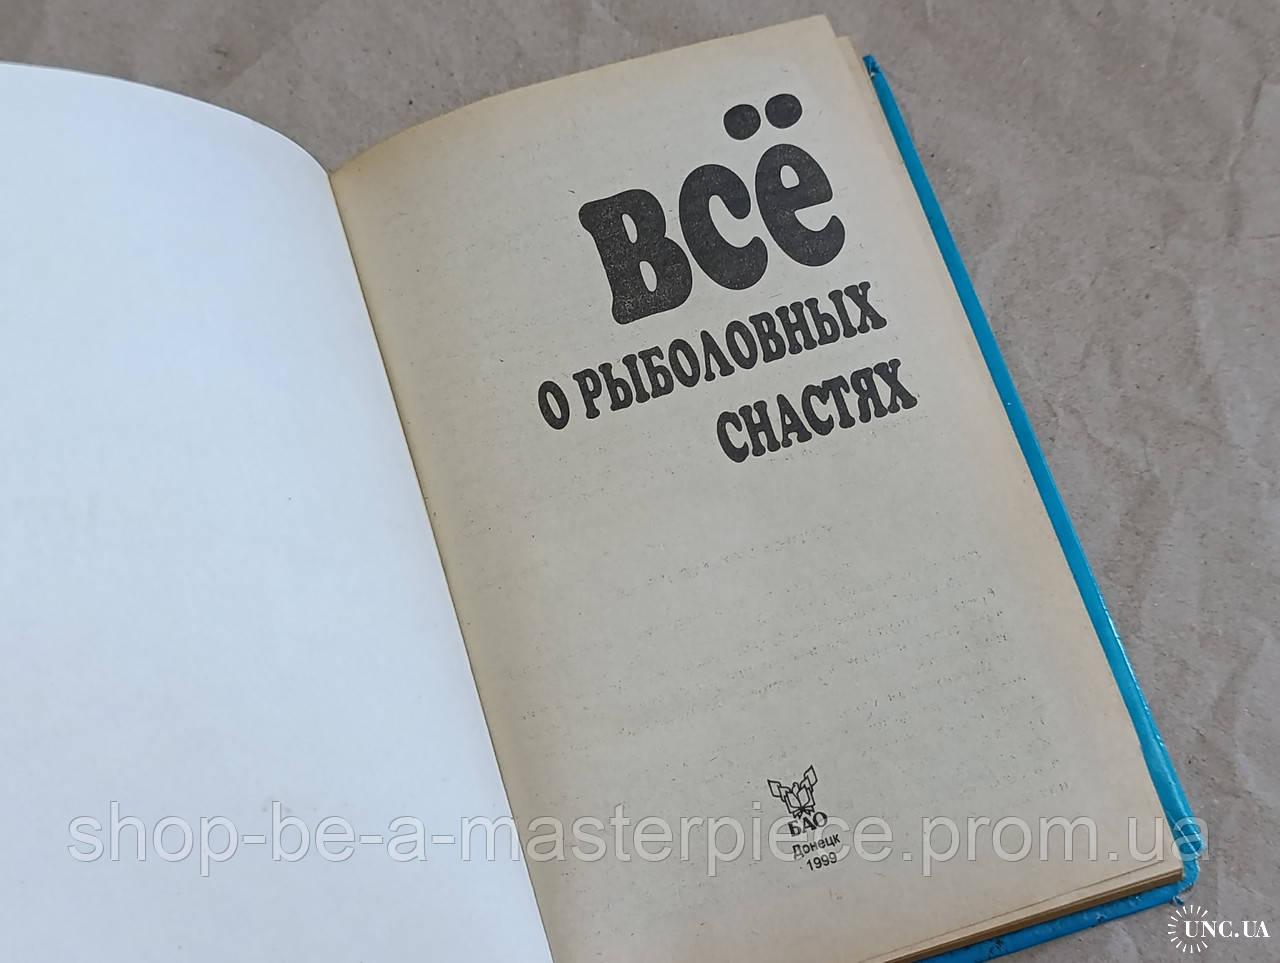 Всё
О РЫБОЛОВНЫХ
СНАСТЯХ
БАО
Донецк
1999
shop-be-a-masterpiece.prom.ua
UNC.UA